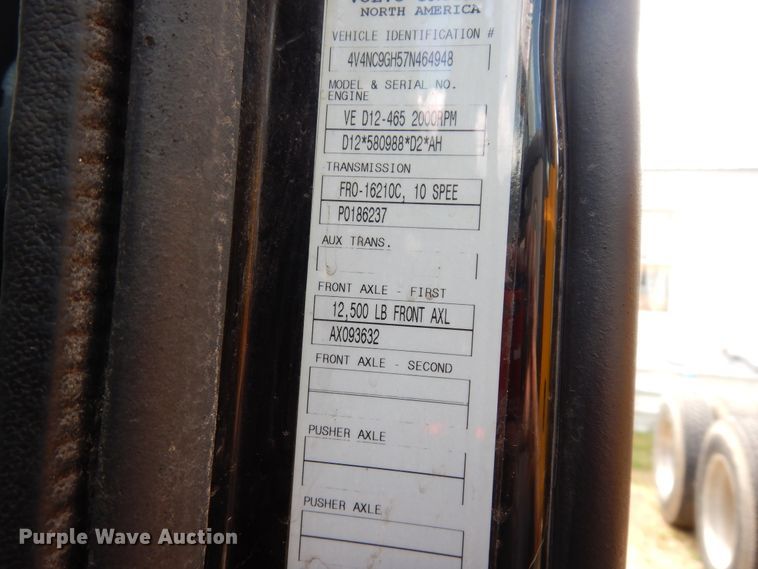 NORTH AMERICA
VEHICLE IDENTIFICATION #
4V4NC9GH57N464948
MODEL & SERIAL NO.
ENGINE
VE D12-465 2000RPM
D12*580988*D2*AH
TRANSMISSION
FRO-16210C, 10 SPEE
P0186237
AUX TRANS.
FRONT AXLE - FIRST
12,500 LB FRONT AXL
AX093632
FRONT AXLE - SECOND
PUSHER AXLE
PUSHER AXLE
Purple Wave Auction